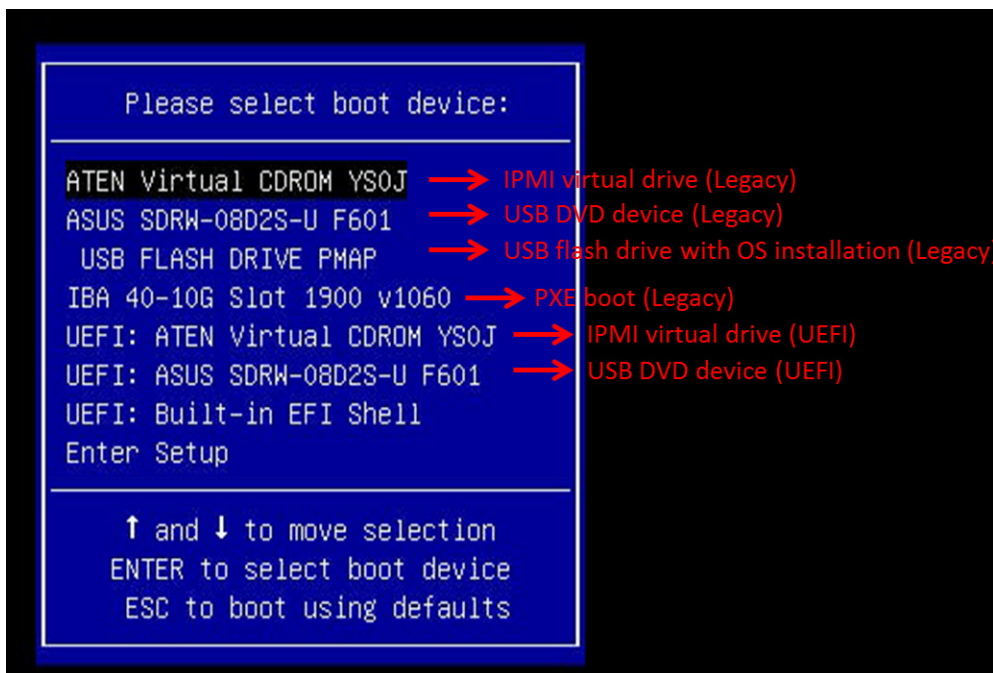 Please select boot device:
ATEN Virtual CDROM YS0J → IPMI virtual drive (Legacy)
ASUS SDRW-08D2S-U F601 → USB DVD device (Legacy)
USB FLASH DRIVE PMAP → USB flash drive with OS installation (Legacy)
IBA 40-10G Slot 1900 v1060 → PXE boot (Legacy)
UEFI: ATEN Virtual CDROM YS0J → IPMI virtual drive (UEFI)
UEFI: ASUS SDRW-08D2S-U F601 → USB DVD device (UEFI)
UEFI: Built-in EFI Shell
Enter Setup
↑ and ↓ to move selection
ENTER to select boot device
ESC to boot using defaults